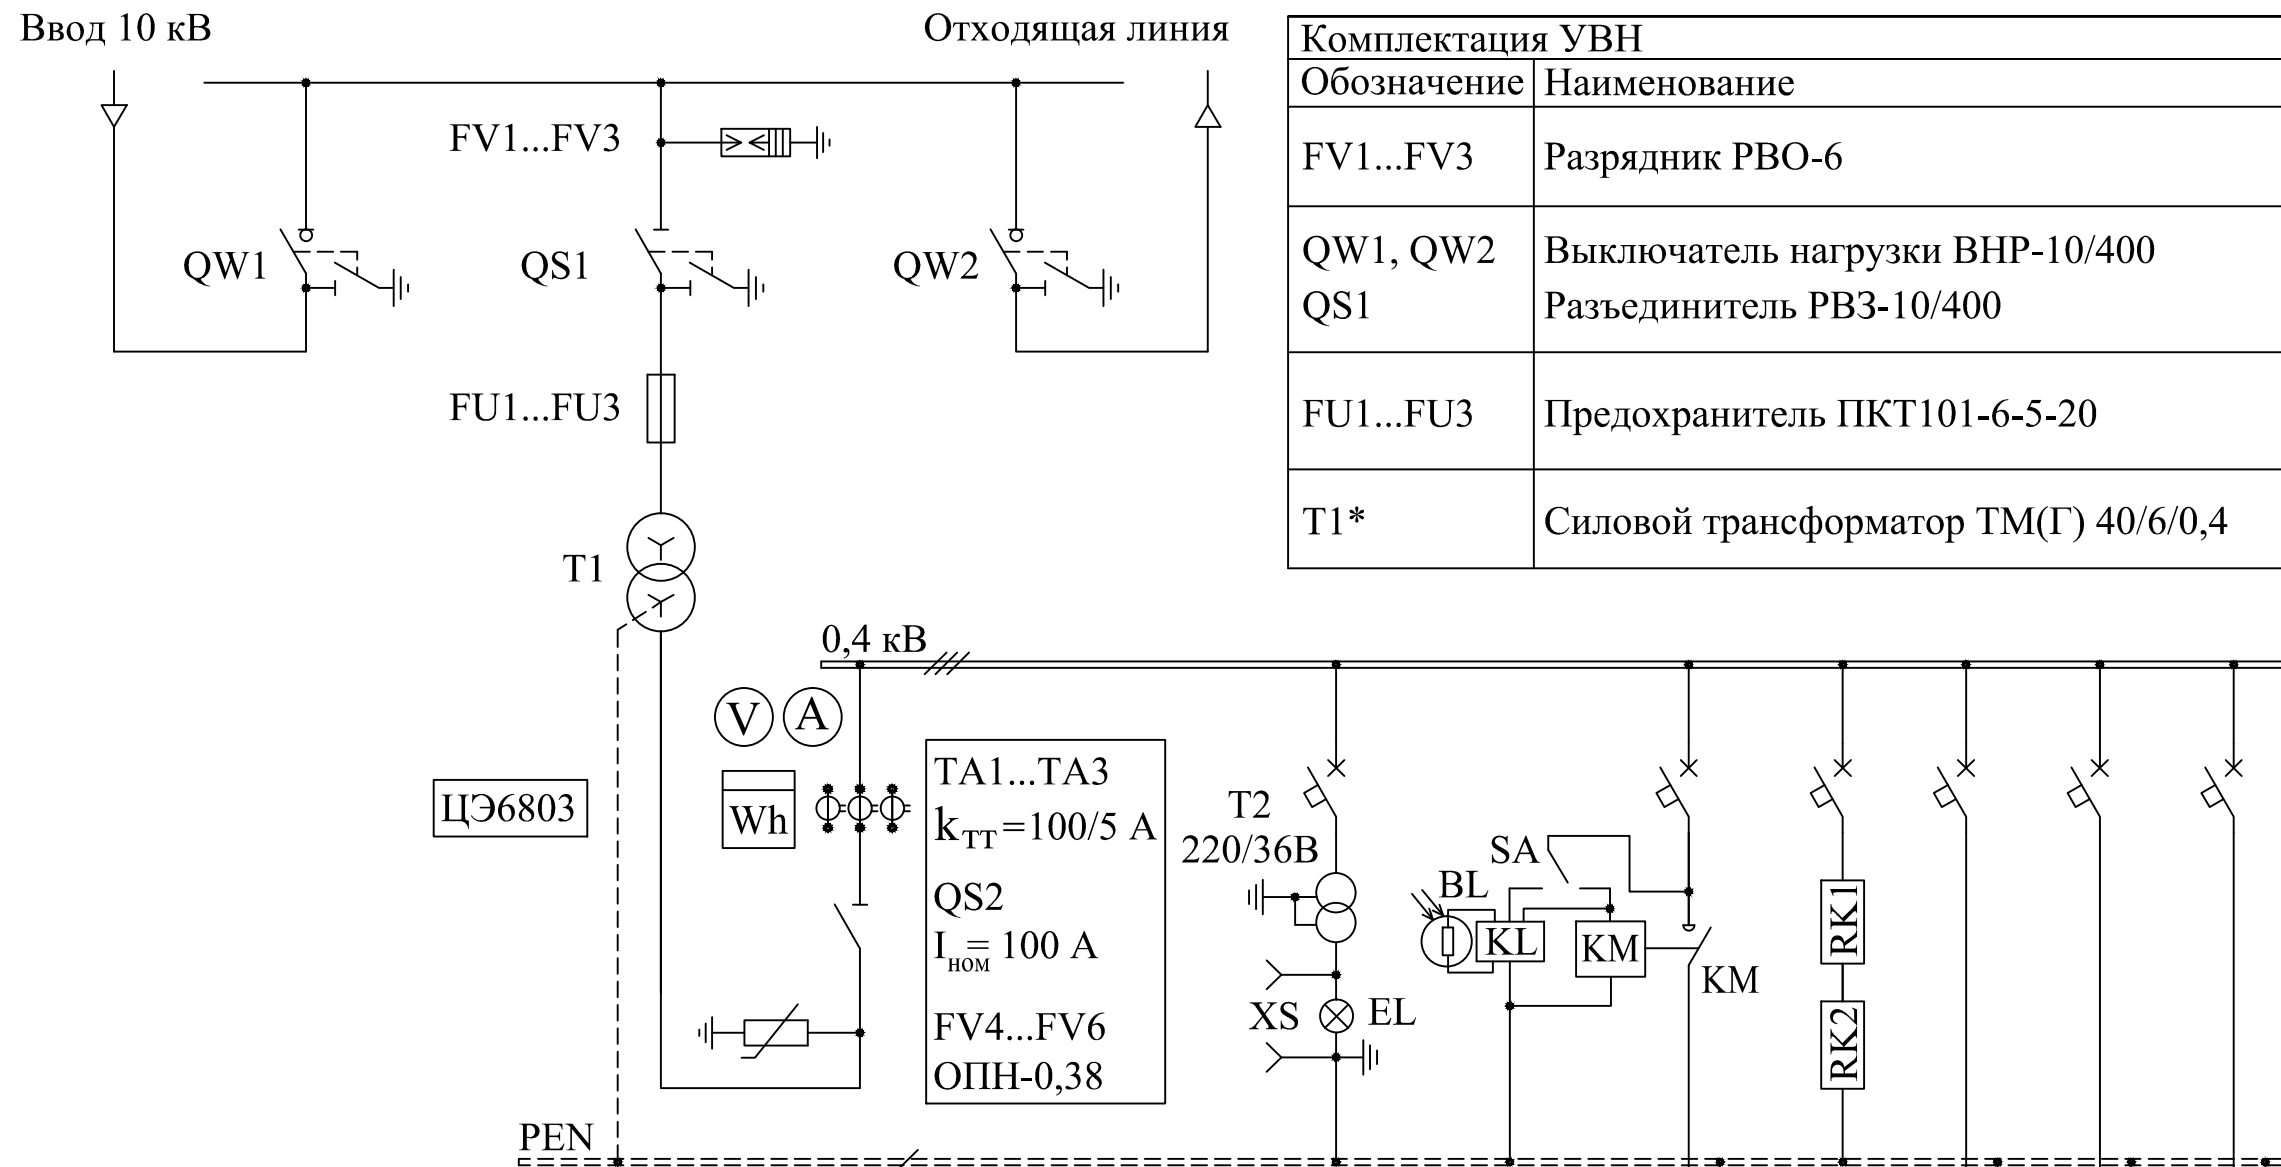 Ввод 10 кВ
Отходящая линия
FV1...FV3
QW1
QS1
QW2
FU1...FU3
T1
Комплектация УВН
Обозначение Наименование
FV1...FV3 Разрядник РВО-6
QW1, QW2 Выключатель нагрузки ВНР-10/400
QS1 Разъединитель РВЗ-10/400
FU1...FU3 Предохранитель ПКТ101-6-5-20
T1* Силовой трансформатор ТМ(Г) 40/6/0,4
0,4 кВ
V
A
ЦЭ6803
Wh
TA1...TA3
kТТ=100/5 А
QS2
Iном= 100 А
FV4...FV6
ОПН-0,38
T2
220/36В
XS
EL
SA
BL
KL
KM
KM
RK1
RK2
PEN